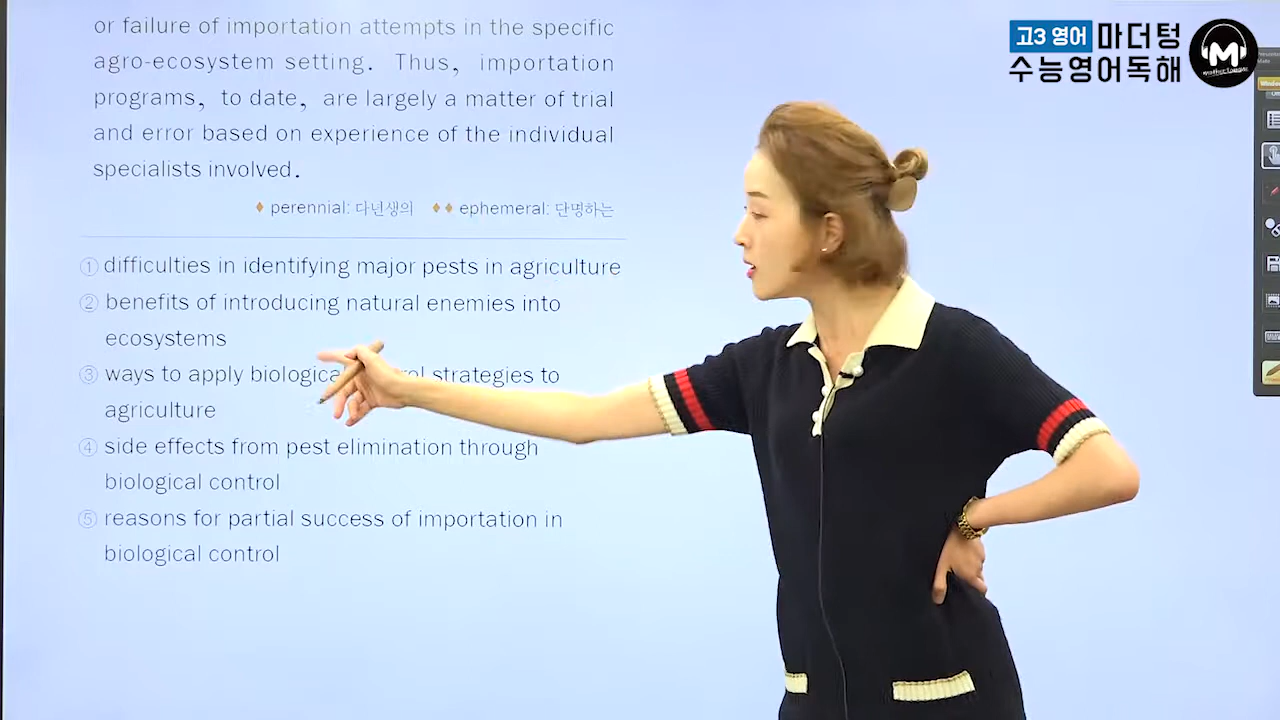 or failure of importation attempts in the specific
agro-ecosystem setting. Thus, importation
programs, to date, are largely a matter of trial
and error based on experience of the individual
specialists involved.
♦ perennial: 다년생의 ♦♦ ephemeral: 단명하는
① difficulties in identifying major pests in agriculture
② benefits of introducing natural enemies into
ecosystems
③ ways to apply strategies to
agriculture
④ side effects from pest elimination through
biological control
⑤ reasons for partial success of importation in
biological control
고3 영어 마더텅
수능영어독해
M